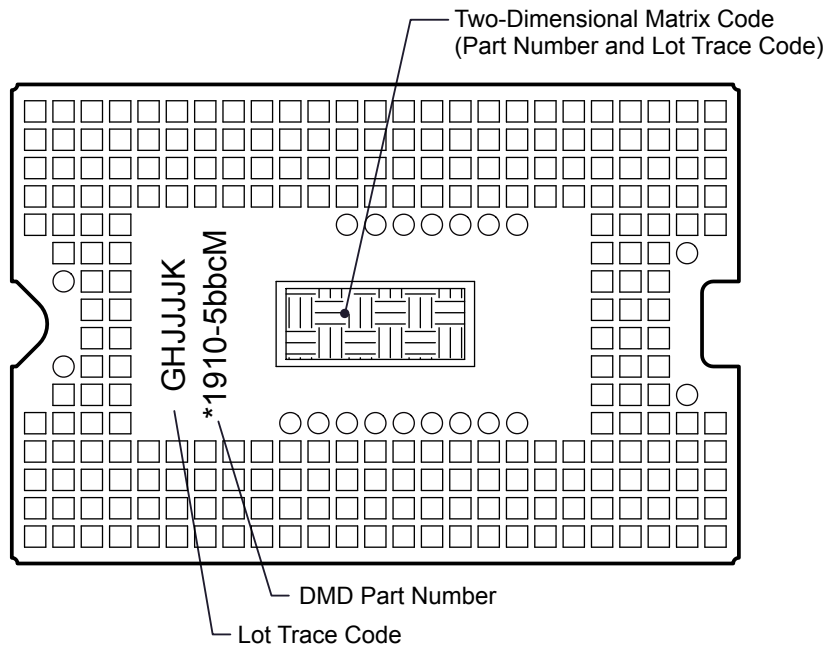 Two-Dimensional Matrix Code
(Part Number and Lot Trace Code)
GHJJJJK
*1910-5bbcM
DMD Part Number
Lot Trace Code